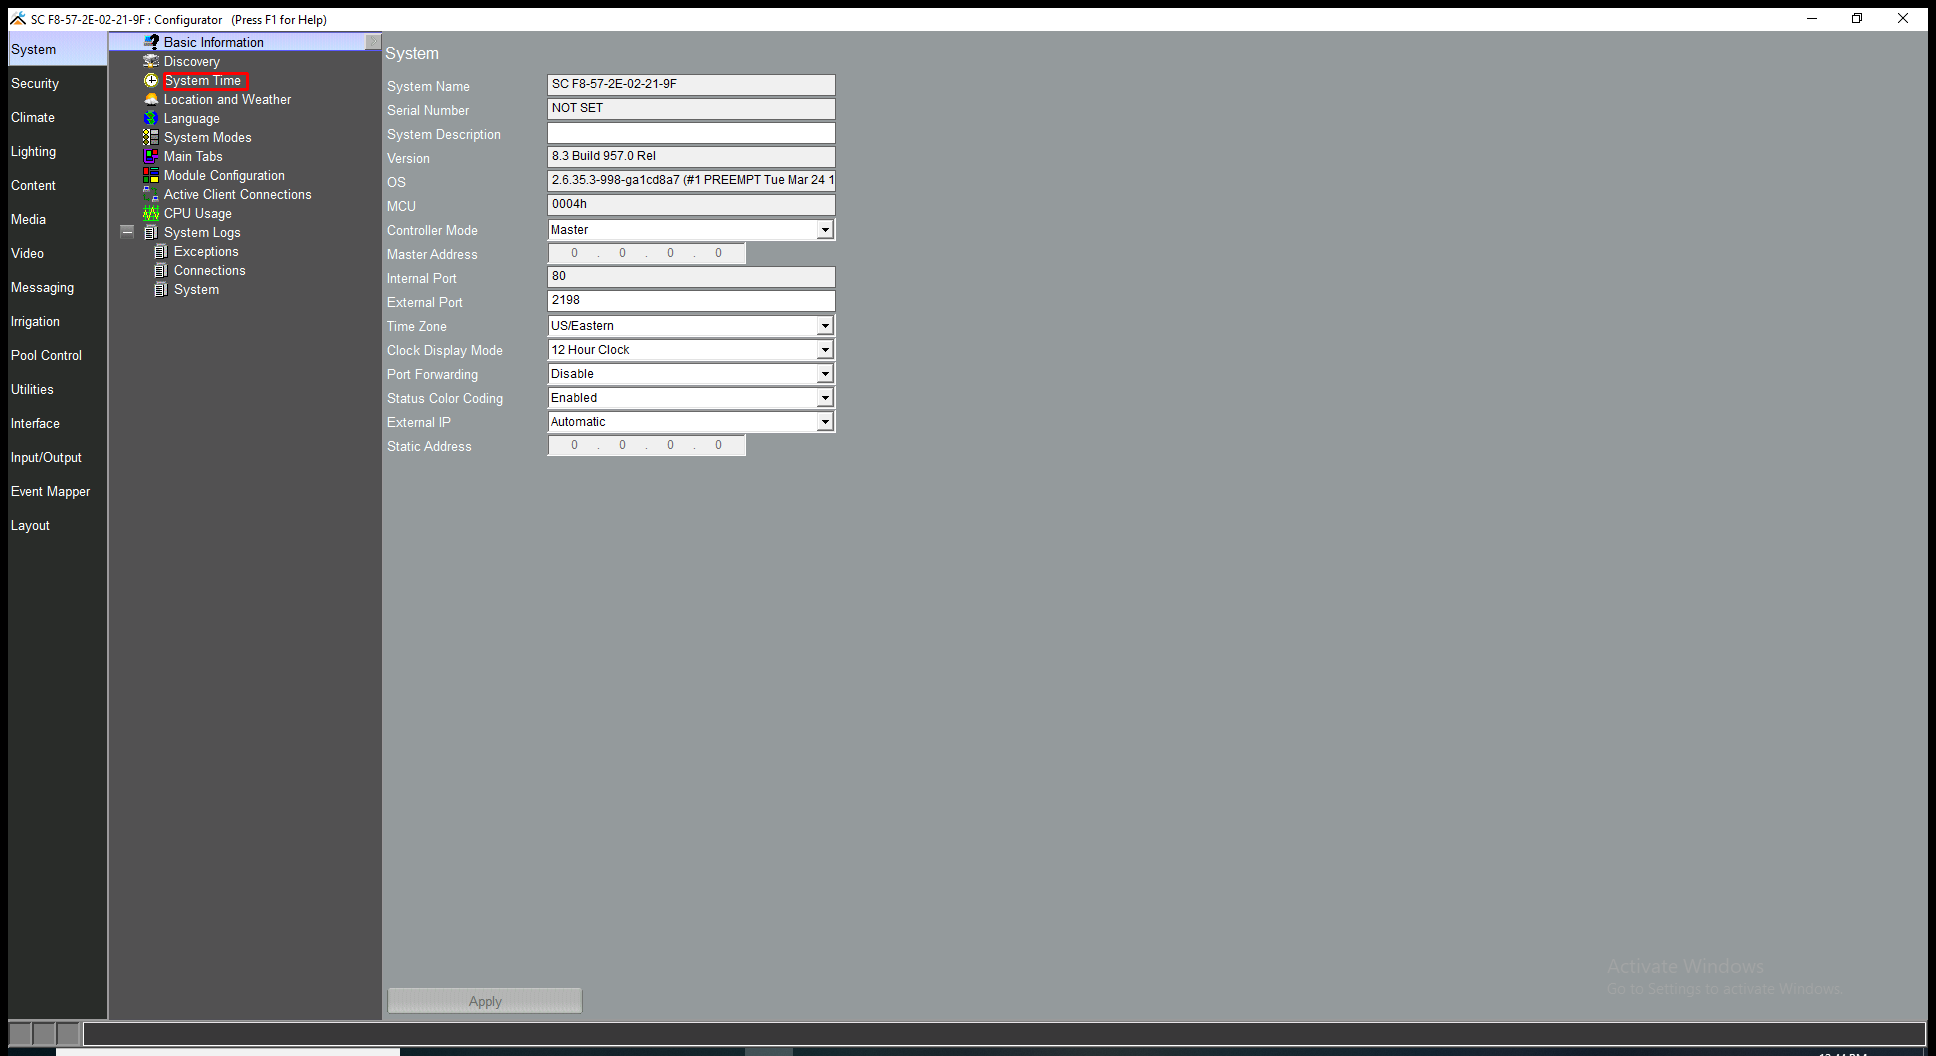 SC F8-57-2E-02-21-9F : Configurator (Press F1 for Help)
System
Security
Climate
Lighting
Content
Media
Video
Messaging
Irrigation
Pool Control
Utilities
Interface
Input/Output
Event Mapper
Layout
Basic Information
Discovery
System Time
Location and Weather
Language
System Modes
Main Tabs
Module Configuration
Active Client Connections
CPU Usage
System Logs
Exceptions
Connections
System
System
System Name SC F8-57-2E-02-21-9F
Serial Number NOT SET
System Description
Version 8.3 Build 957.0 Rel
OS 2.6.35.3-998-ga1cd8a7 (#1 PREEMPT Tue Mar 24 1
MCU 0004h
Controller Mode Master
Master Address 0 . 0 . 0 . 0
Internal Port 80
External Port 2198
Time Zone US/Eastern
Clock Display Mode 12 Hour Clock
Port Forwarding Disable
Status Color Coding Enabled
External IP Automatic
Static Address 0 . 0 . 0 . 0
Apply
Activate Windows
Go to Settings to activate Windows.